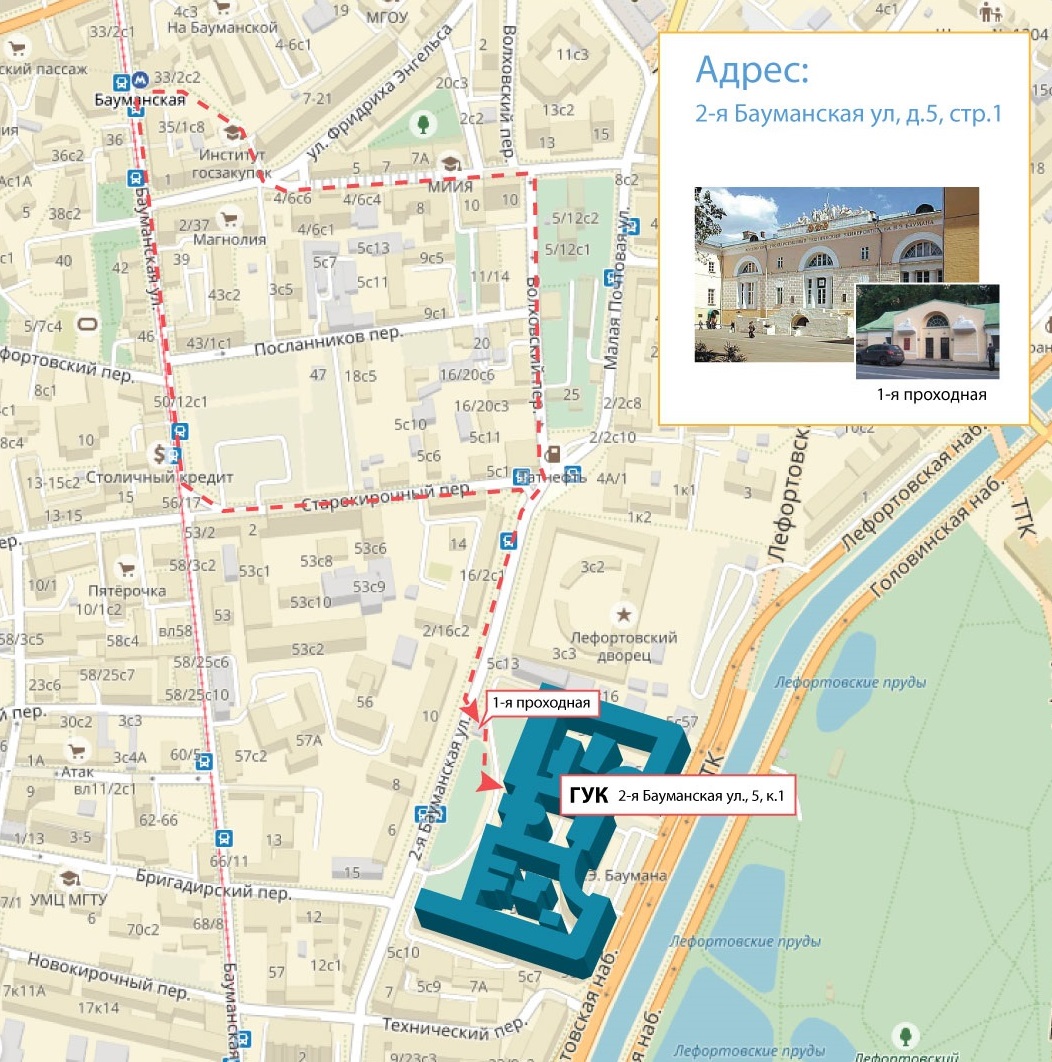 Адрес:
2-я Бауманская ул, д.5, стр.1
1-я проходная
33/2с1
На Бауманской
4с3
19
МГОУ
4-6с1
ский пассаж
33/2с2
Бауманская
7-21
ул. Фридриха Энгельса
Волховский пер.
2
20с3
2с2
11с3
13с2
15
13
4с1
36
35/1с8
Институт
госзакупок
36с2
Ас1А
5
38с2
1
5
7
7А
МИИЯ
8
10
10
8с2
4/6с6
4/6с4
2/37
Магнолия
4/6с1
5с13
5с7
9с5
5с11
11/14
5/12с2
5/12с1
40
42
39
43с2
3с5
9с1
Бауманская ул.
Волховский пер.
Малая Почтовая ул.
5/7с4
46
43/1с1
Посланников пер.
20
фортовский пер.
8с1
47
18с5
16/20с6
16/20с3
25
2/2с8
50/12с1
5с10
5с11
5с6
2/2с10
8с4
10
Столичный кредит
5с1
Татнефть
4А/1
13-15с2
15
56/17
Старокирочный пер.
1к1
3
13-15
53/2
2
1к2
10с2
Лефортовск
Лефортовская наб.
Головинская наб.
ТТК
58/3с2
53с1
53с8
53с6
53с9
53с10
14
16/2с1
3с2
Пятёрочка
10/1
10/1с2
вл58
53
58/3с5
58с4
53с2
2/16с2
Лефортовский
дворец
3с3
58/25с6
58/25с7
58/25с10
23с6
5с13
1-я проходная
16
5с57
Лефортовские пруды
56
10
30с2
3с3
57А
57с2
60/5
3с4А
1А
Атак
вл11/2с1
9
8
6
2-я Бауманская ул.
ГУК 2-я Бауманская ул., 5, к.1
ТК
62-66
1/13
3-5
13
66/11
15
Бригадирский пер.
Э. Баумана
УМЦ МГТУ
7/1
6
70с2
68/8
12
Лефортовские пруды
Новокирочный пер.
57
12с1
5с10
5с9
7А
5с7
7
7к11А
17к14
Бауманская
Технический пер.
9/23с3
Лефортовские пруды
Лефортовский